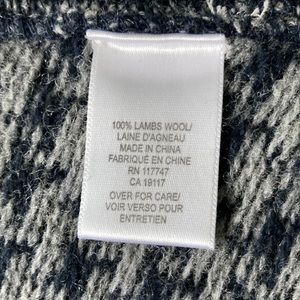 100% LAMBS WOOL/
LAINE D'AGNEAU
MADE IN CHINA
FABRIQUÉ EN CHINE
RN 117747
CA 19117
OVER FOR CARE/
VOIR VERSO POUR
ENTRETIEN